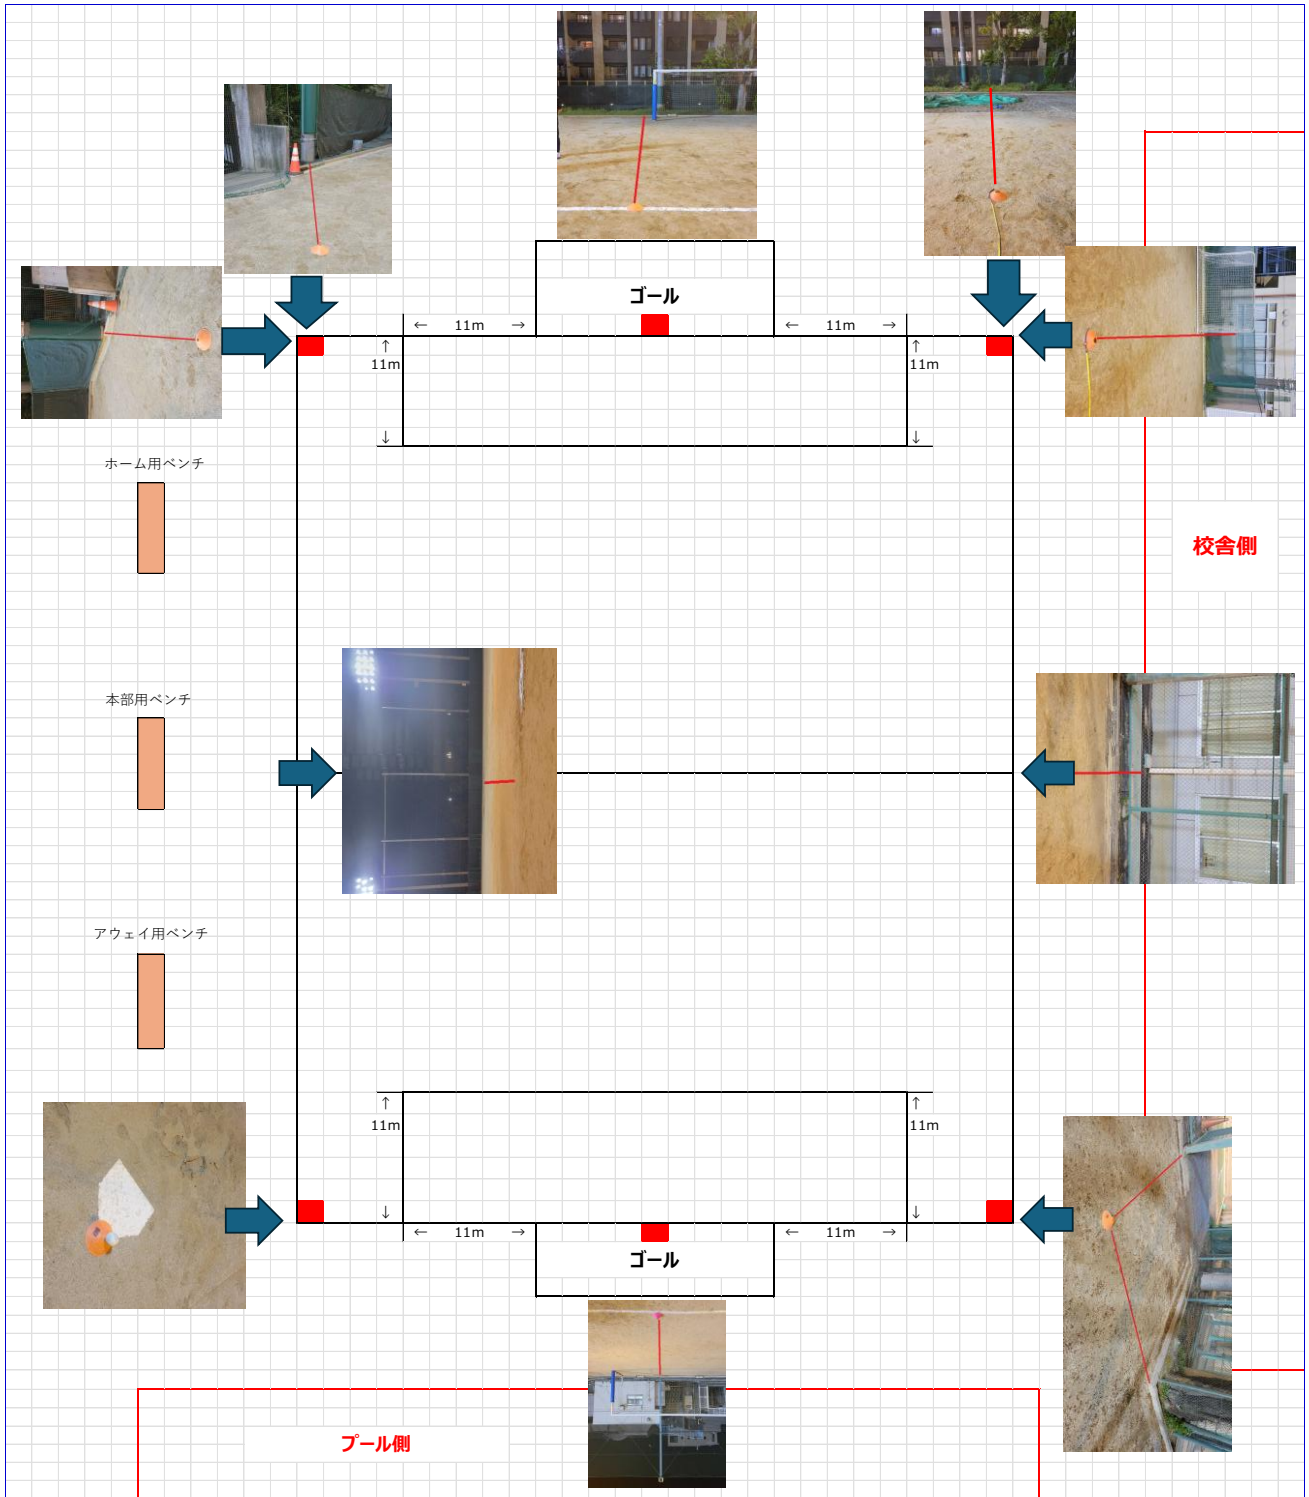 ゴール
← 11m →
← 11m →
↑
11m
↓
↑
11m
↓
ホーム用ベンチ
校舎側
本部用ベンチ
アウェイ用ベンチ
↑
11m
↓
↑
11m
↓
← 11m →
← 11m →
ゴール
プール側